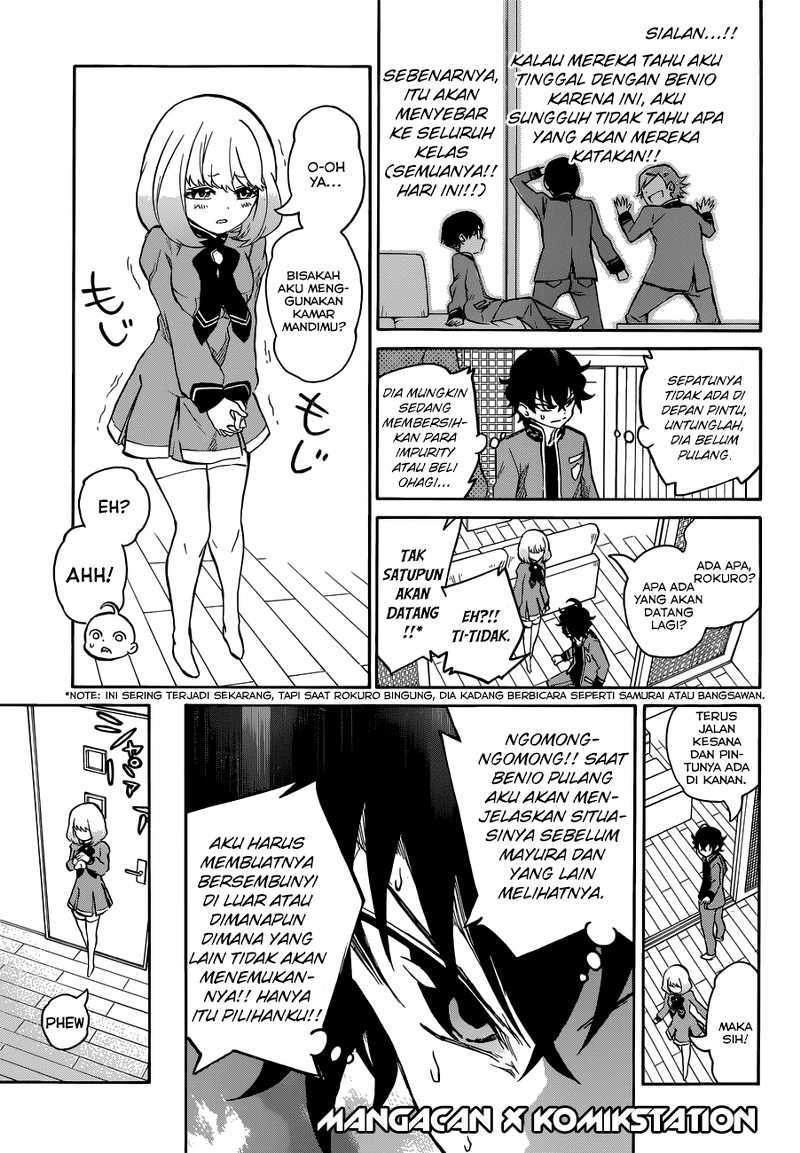 SIALAN...!!
KALAU MEREKA TAHU AKU
TINGGAL DENGAN BENIO
KARENA INI, AKU
SUNGGUH TIDAK TAHU APA
YANG AKAN MEREKA
KATAKAN!!
SEBENARNYA,
ITU AKAN
MENYEBAR
KE SELURUH
KELAS
(SEMUANYA!!
HARI INI!!)
O-OH
YA...
BISAKAH
AKU MENG-
GUNAKAN
KAMAR
MANDIMU?
もじ
もじ
EH?
AHH!
SEPATUNYA
TIDAK ADA DI
DEPAN PINTU,
UNTUNGLAH,
DIA BELUM
PULANG.
DIA MUNGKIN
SEDANG
MEMBERSIH-
KAN PARA
IMPURITY
ATAU BELI
OHAGI...
ADA APA,
ROKURO?
APA ADA
YANG AKAN
DATANG
LAGI?
EH?!!
TI-TIDAK.
TAK
SATUPUN
AKAN
DATANG
!!*
*NOTE: INI SERING TERJADI SEKARANG, TAPI SAAT ROKURO BINGUNG, DIA KADANG BERBICARA SEPERTI SAMURAI ATAU BANGSAWAN.
TERUS
JALAN
KESANA
DAN PIN-
TUNYA ADA
DI KANAN.
MAKA
SIH!
NGOMONG-
NGOMONG!! SAAT
BENIO PULANG
AKU AKAN MEN-
JELASKAN SITUA-
SINYA SEBELUM
MAYURA DAN
YANG LAIN
MELIHATNYA.
AKU HARUS
MEMBUATNYA
BERSEMBUNYI
DI LUAR ATAU
DIMANAPUN
DIMANA YANG
LAIN TIDAK AKAN
MENEMUKAN-
NYA!! HANYA
ITU PILIHANKU!!
PHEW
MANGACAN X KOMIKSTATION